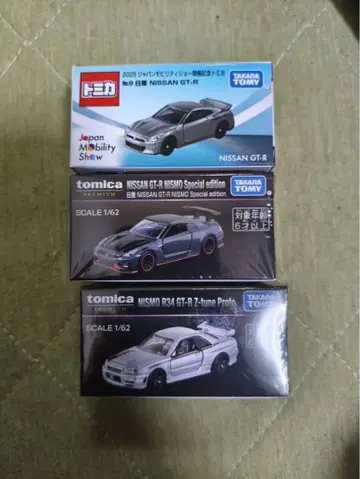 トミカ
2025 ジャパンモビリティショー開催記念トミカ
No.9 日産 NISSAN GT-R
TAKARA TOMY
Japan
Mobility
Show
NISSAN GT-R
tomica
PREMIUM
NISSAN GT-R NISMO Special edition
日産 NISSAN GT-R NISMO Special edition
TAKARA TOMY
SCALE 1/62
対象年齢
6才以上
tomica
PREMIUM
NISMO R34 GT-R Z-tune Proto
TAKARA TOMY
SCALE 1/62